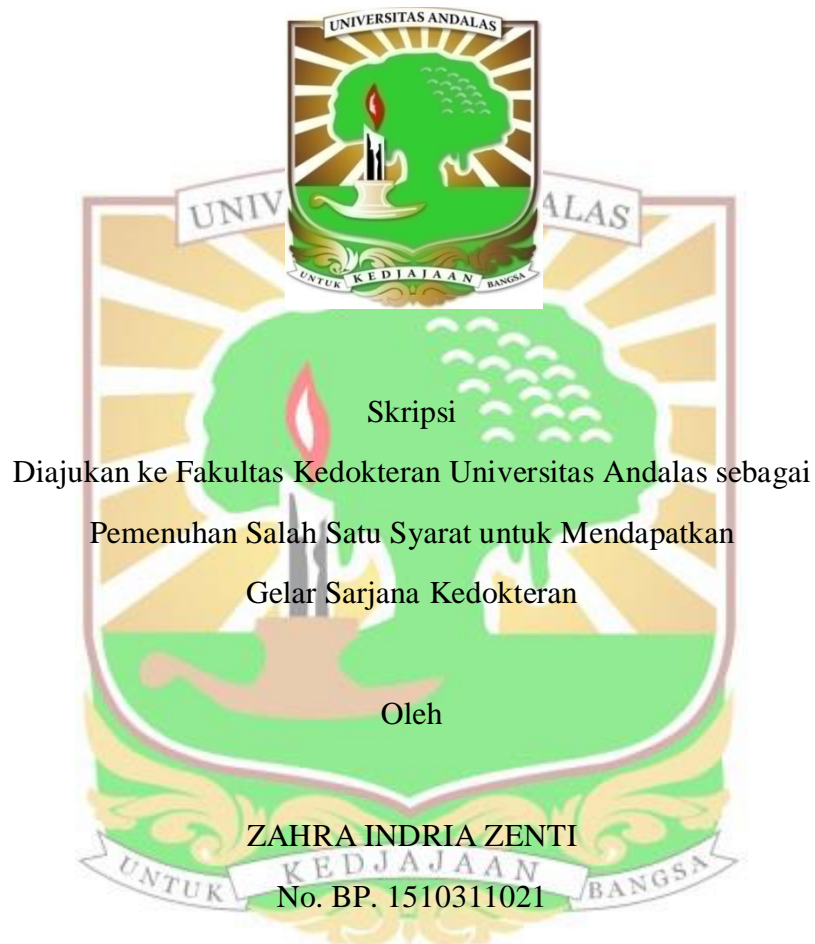 UNIVERSITAS ANDALAS
UNTUK KEDJAJAAN BANGSA
UNIV ALAS
Skripsi
Diajukan ke Fakultas Kedokteran Universitas Andalas sebagai
Pemenuhan Salah Satu Syarat untuk Mendapatkan
Gelar Sarjana Kedokteran
Oleh
ZAHRA INDRIA ZENTI
UNTUK KEDJAJAAN BANGSA
No. BP. 1510311021